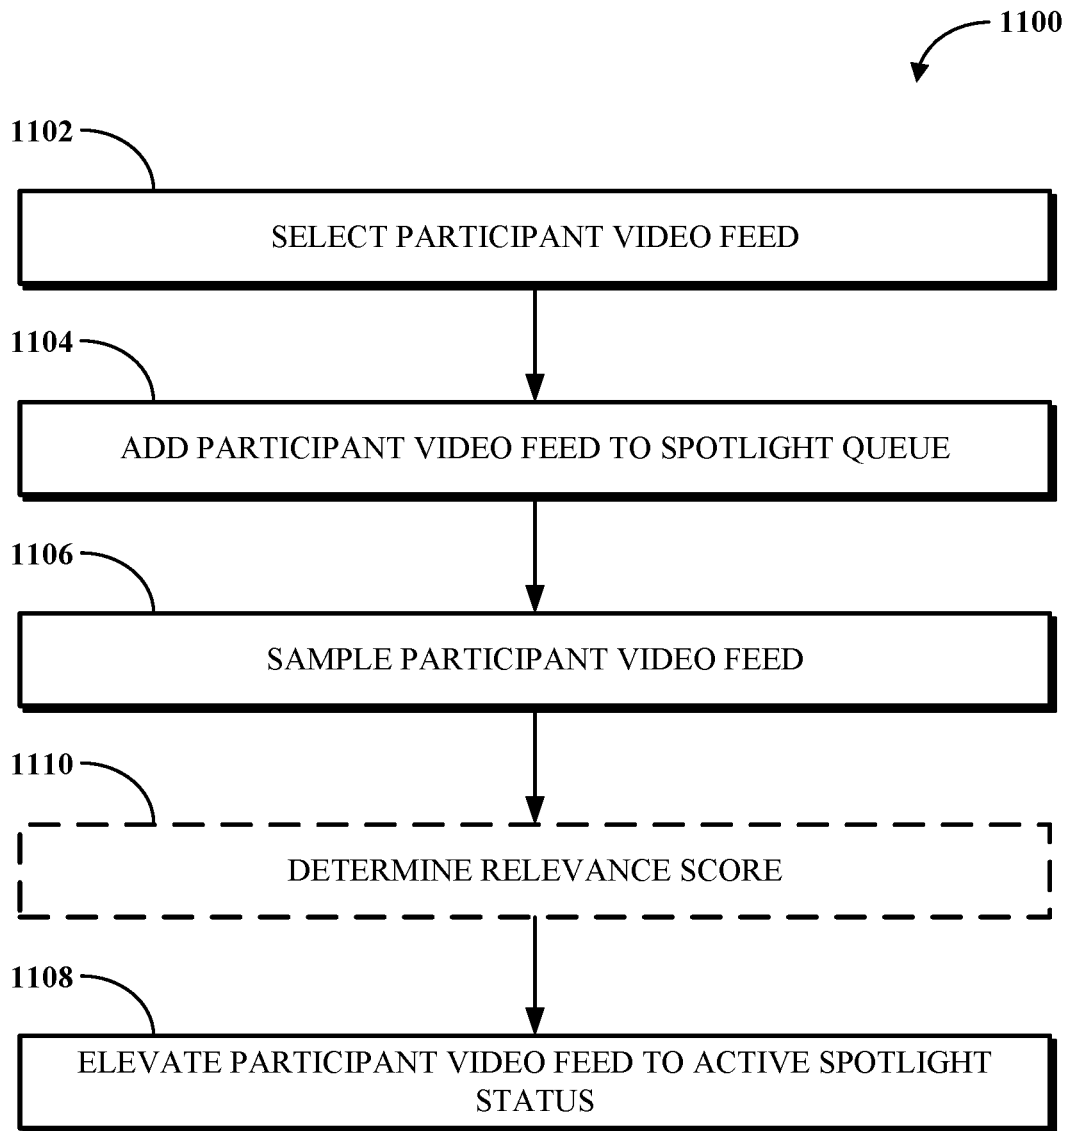 1100
1102
SELECT PARTICIPANT VIDEO FEED
1104
ADD PARTICIPANT VIDEO FEED TO SPOTLIGHT QUEUE
1106
SAMPLE PARTICIPANT VIDEO FEED
1110
DETERMINE RELEVANCE SCORE
1108
ELEVATE PARTICIPANT VIDEO FEED TO ACTIVE SPOTLIGHT
STATUS